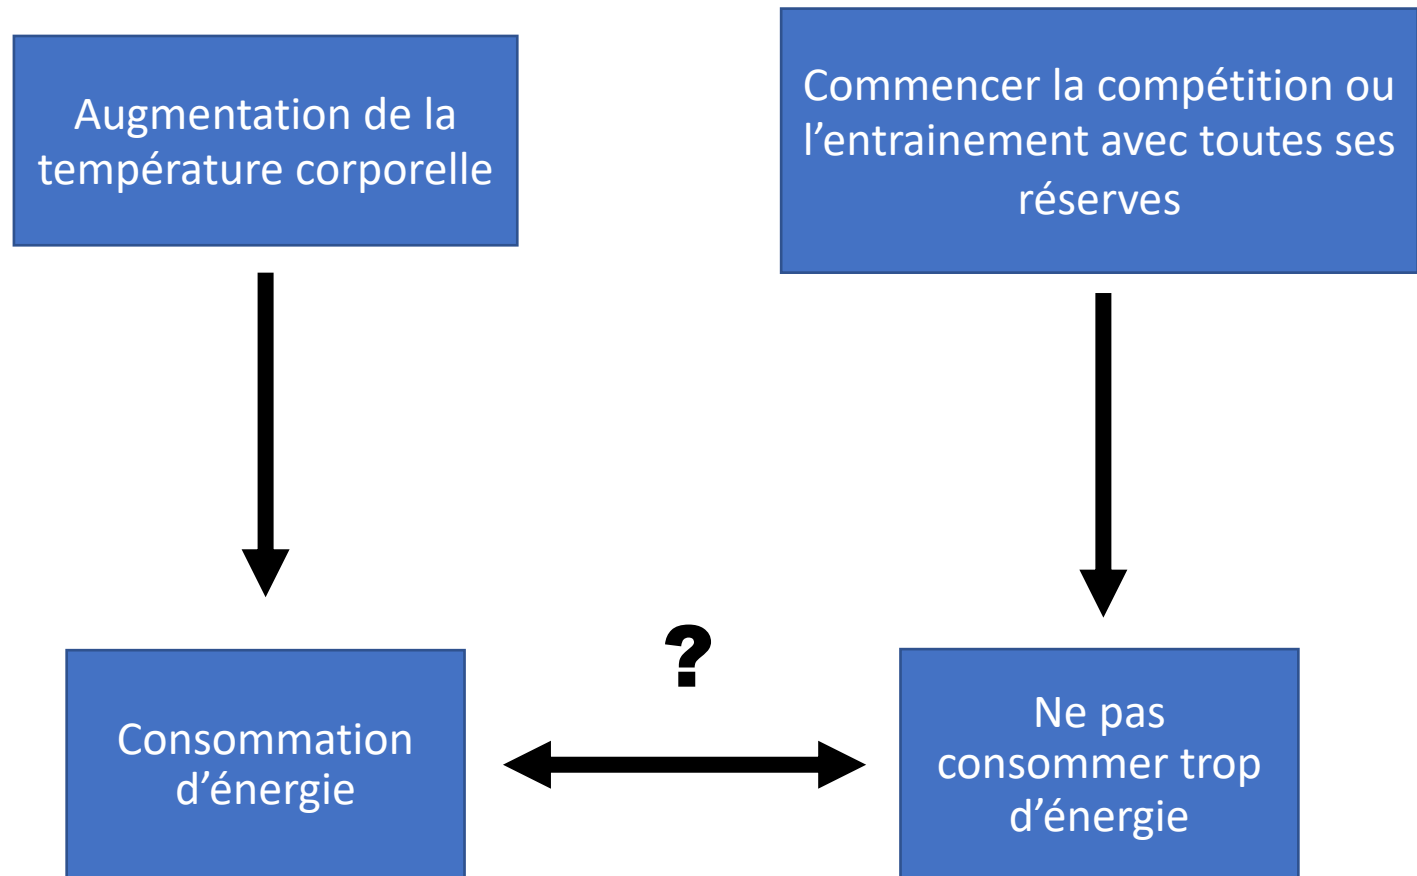 Augmentation de la
température corporelle
Commencer la compétition ou
l’entrainement avec toutes ses
réserves
?
Consommation
d’énergie
Ne pas
consommer trop
d’énergie